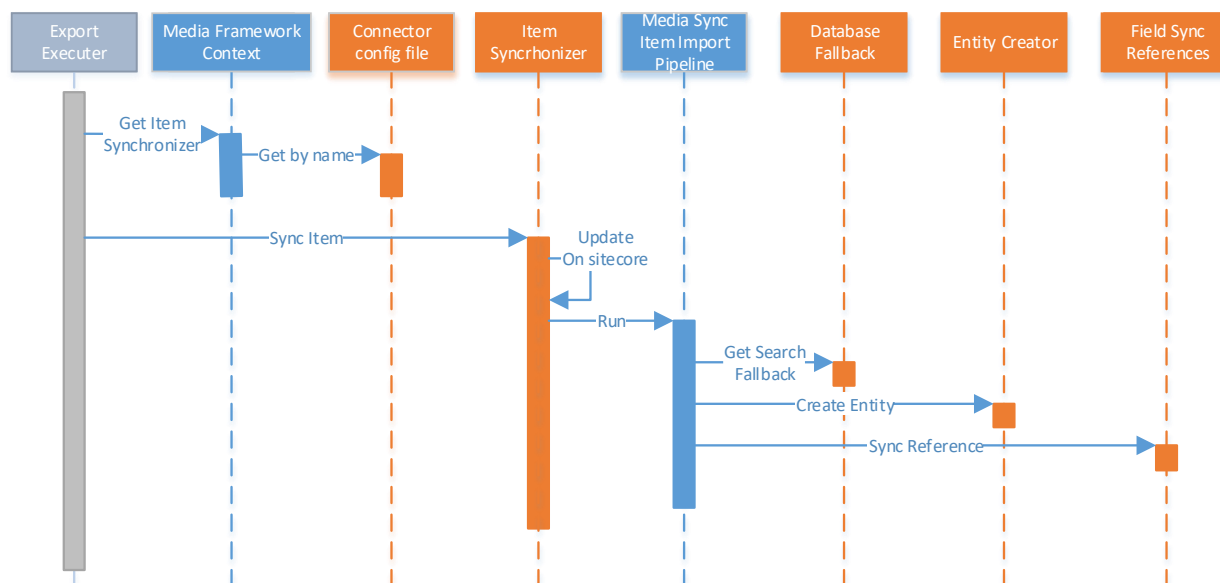 Export
Executer
Media Framework
Context
Connector
config file
Item
Syncrhonizer
Media Sync
Item Import
Pipeline
Database
Fallback
Entity Creator
Field Sync
References
Get Item
Synchronizer
Get by name
Sync Item
Update
On sitecore
Run
Get Search
Fallback
Create Entity
Sync Reference